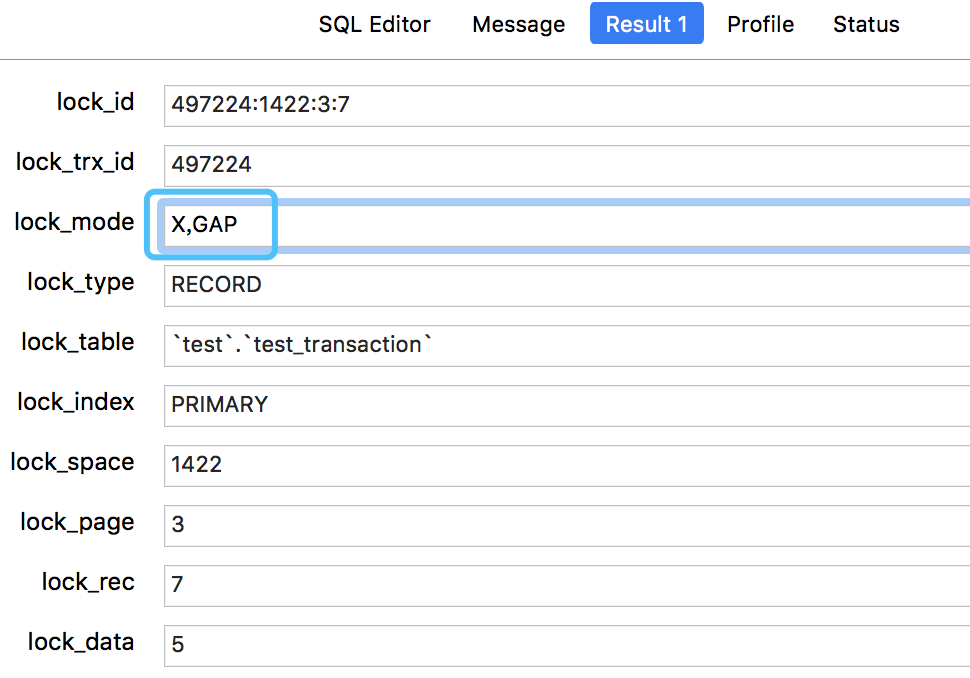 SQL Editor Message Result 1 Profile Status
lock_id 497224:1422:3:7
lock_trx_id 497224
lock_mode X,GAP
lock_type RECORD
lock_table `test`.`test_transaction`
lock_index PRIMARY
lock_space 1422
lock_page 3
lock_rec 7
lock_data 5